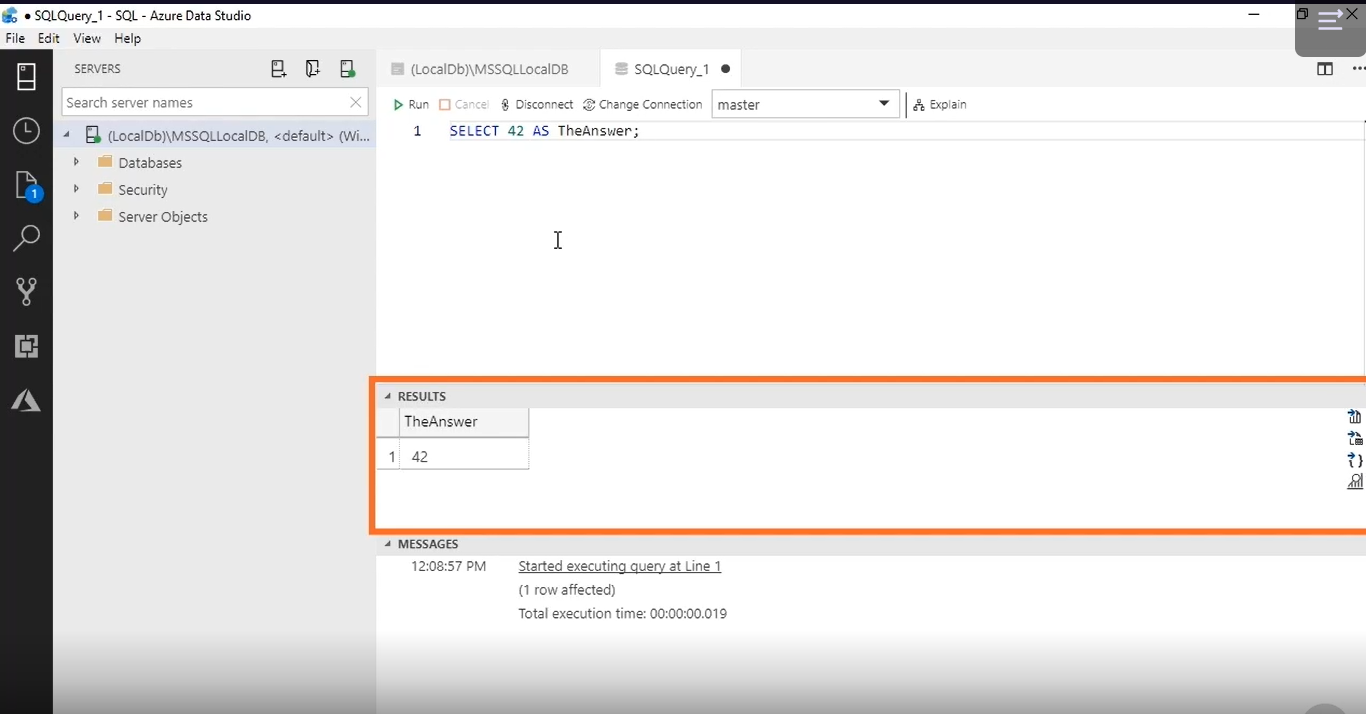 ● SQLQuery_1 - SQL - Azure Data Studio
File Edit View Help
SERVERS
(LocalDb)\MSSQLLocalDB
SQLQuery_1 ●
Search server names
Run Cancel Disconnect Change Connection master Explain
(LocalDb)\MSSQLLocalDB, <default> (Wi...
1 SELECT 42 AS TheAnswer;
Databases
1
Security
Server Objects
RESULTS
TheAnswer
1 42
MESSAGES
12:08:57 PM Started executing query at Line 1
(1 row affected)
Total execution time: 00:00:00.019